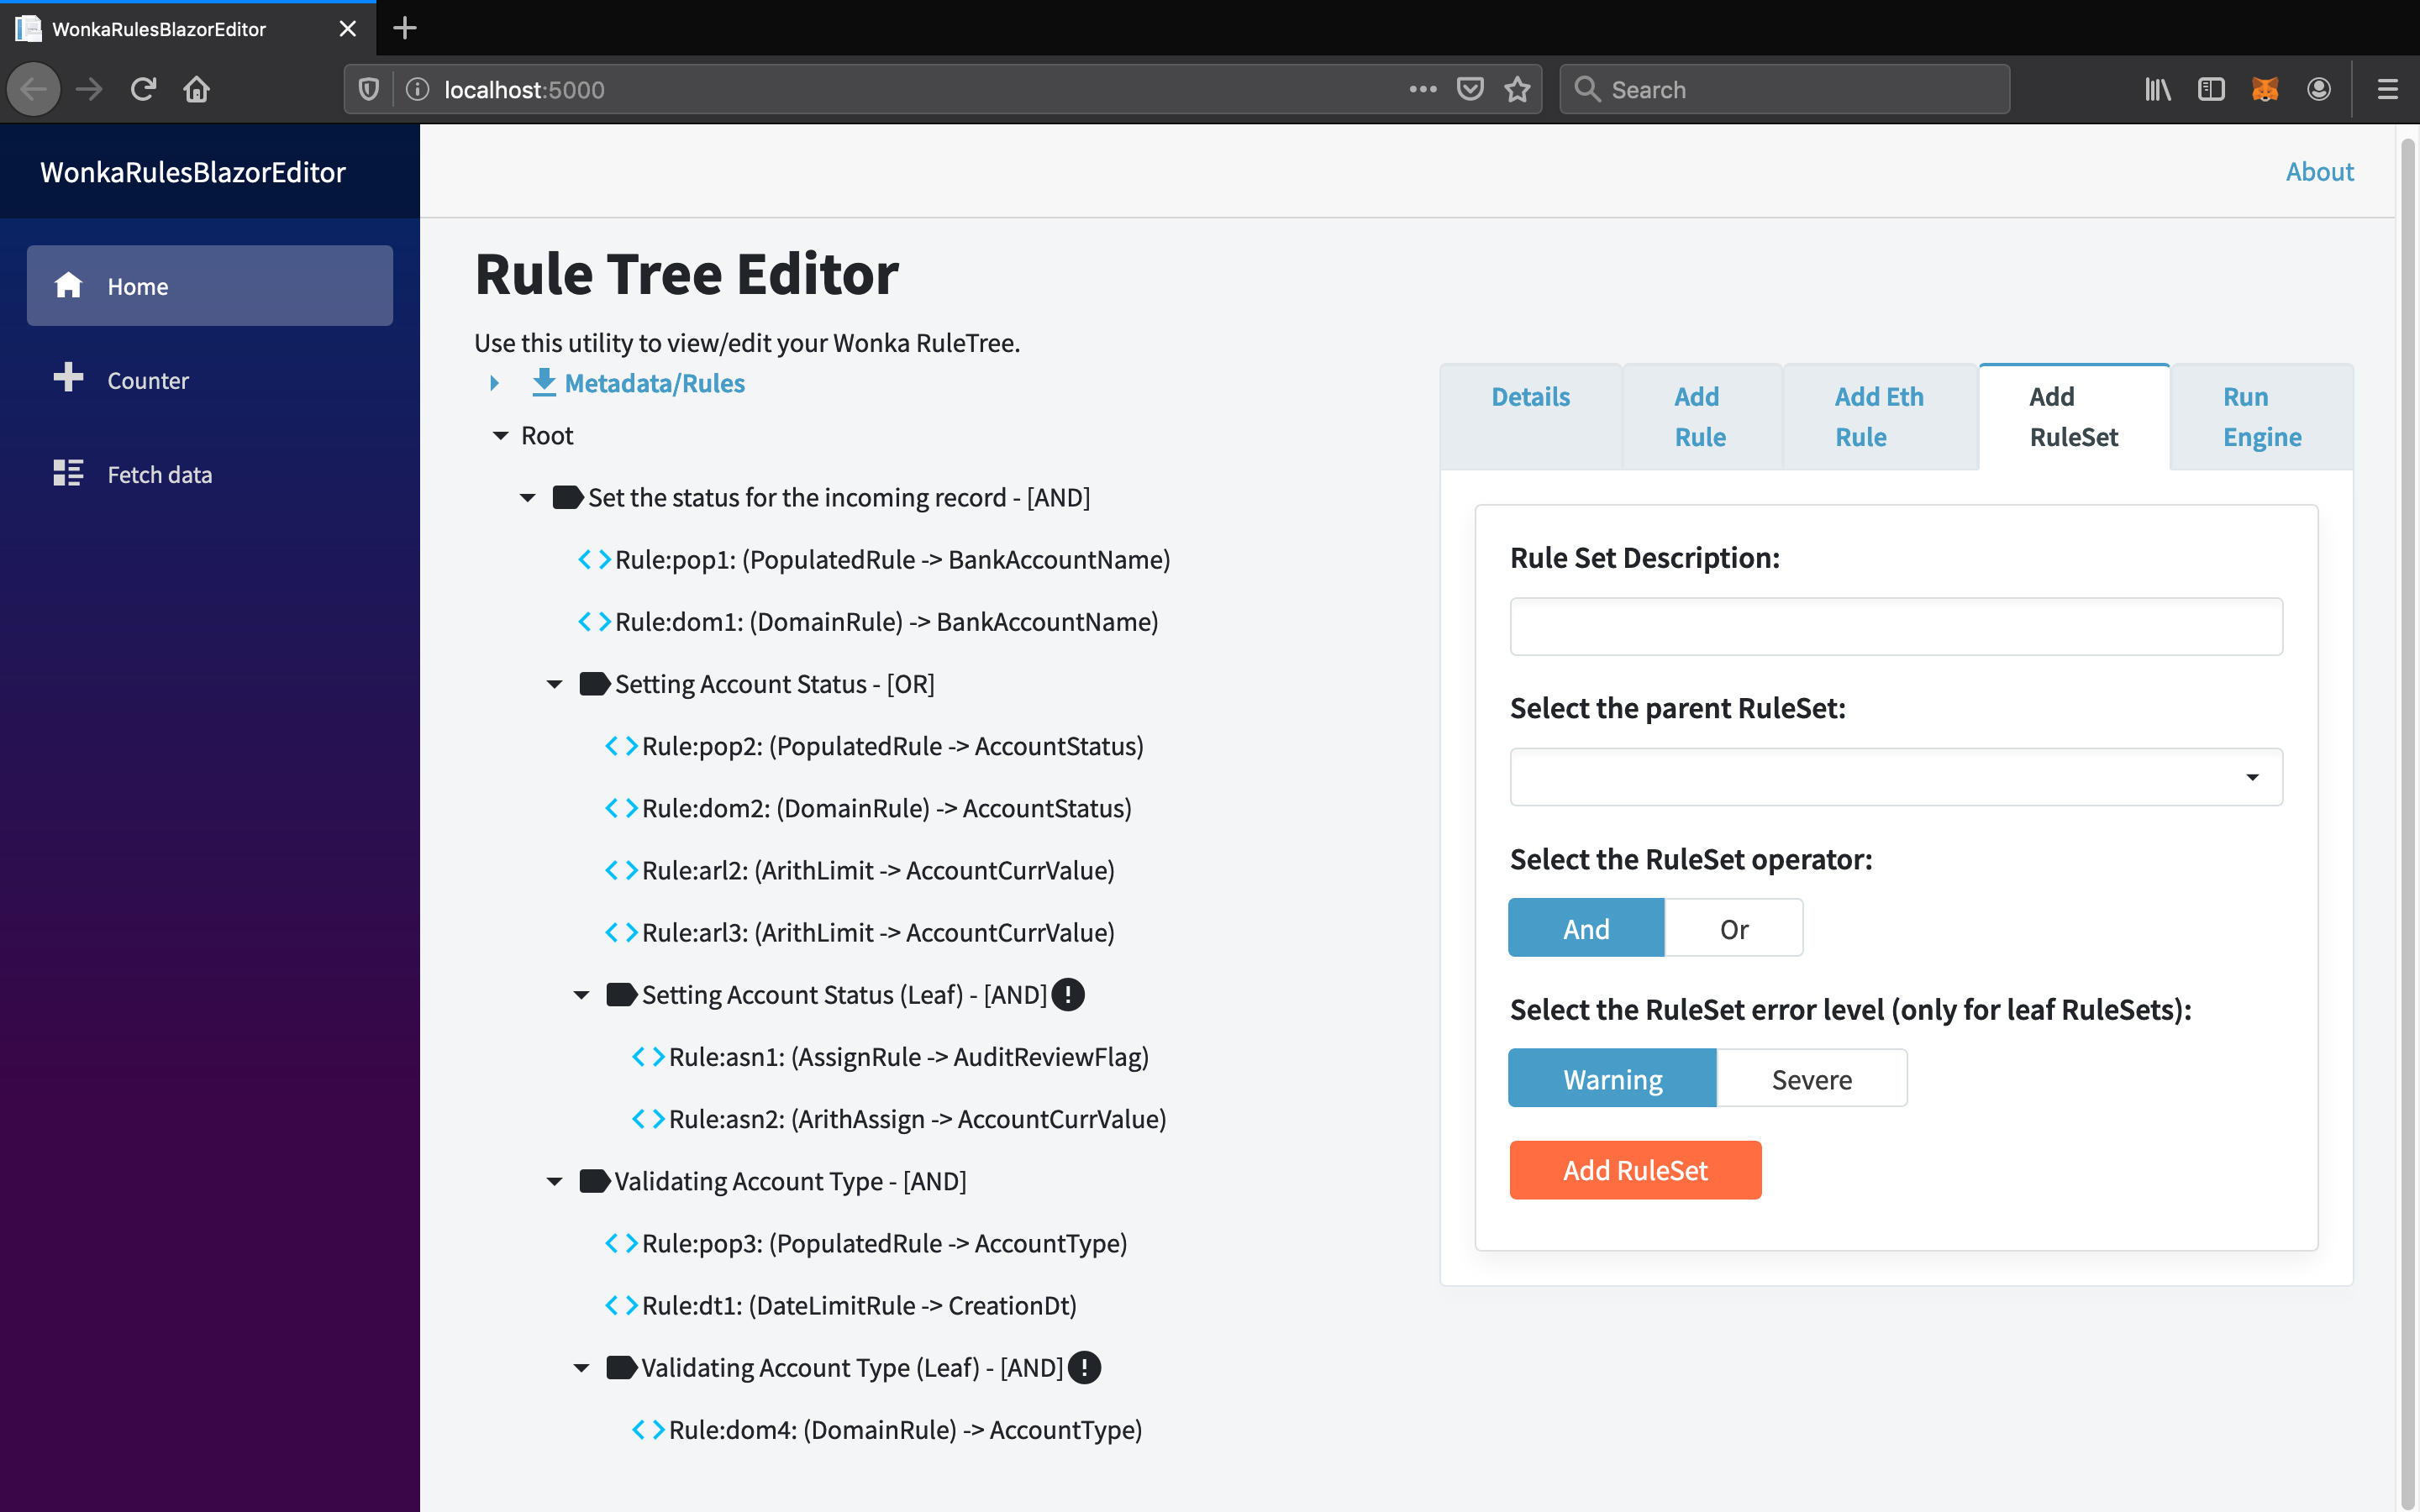 WonkaRulesBlazorEditor
localhost:5000
Search
WonkaRulesBlazorEditor
About
Home
Counter
Fetch data
Rule Tree Editor
Use this utility to view/edit your Wonka RuleTree.
Metadata/Rules
Root
Set the status for the incoming record - [AND]
Rule:pop1: (PopulatedRule -> BankAccountName)
Rule:dom1: (DomainRule) -> BankAccountName)
Setting Account Status - [OR]
Rule:pop2: (PopulatedRule -> AccountStatus)
Rule:dom2: (DomainRule) -> AccountStatus)
Rule:arl2: (ArithLimit -> AccountCurrValue)
Rule:arl3: (ArithLimit -> AccountCurrValue)
Setting Account Status (Leaf) - [AND]
Rule:asn1: (AssignRule -> AuditReviewFlag)
Rule:asn2: (ArithAssign -> AccountCurrValue)
Validating Account Type - [AND]
Rule:pop3: (PopulatedRule -> AccountType)
Rule:dt1: (DateLimitRule -> CreationDt)
Validating Account Type (Leaf) - [AND]
Rule:dom4: (DomainRule) -> AccountType)
Details
Add
Rule
Add Eth
Rule
Add
RuleSet
Run
Engine
Rule Set Description:
Select the parent RuleSet:
Select the RuleSet operator:
And
Or
Select the RuleSet error level (only for leaf RuleSets):
Warning
Severe
Add RuleSet